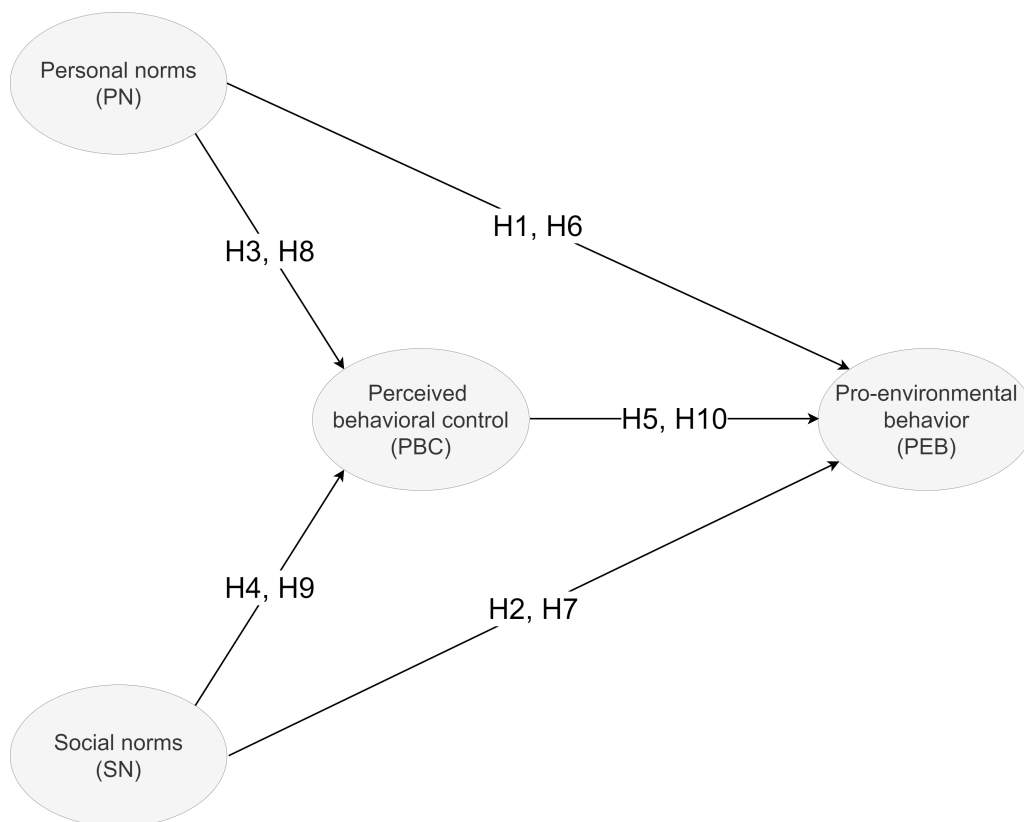 Personal norms
(PN)
H1, H6
H3, H8
Perceived
behavioral control
(PBC)
H5, H10
Pro-environmental
behavior
(PEB)
H4, H9
H2, H7
Social norms
(SN)